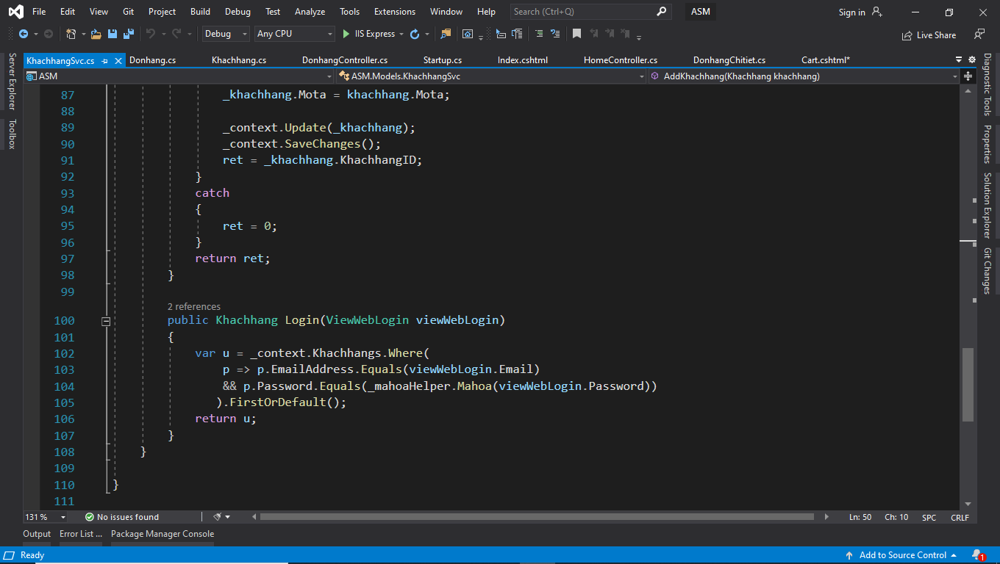 File Edit View Git Project Build Debug Test Analyze Tools Extensions Window Help Search (Ctrl+Q) ASM Sign in
Debug Any CPU IIS Express Live Share
KhachhangSvc.cs Donhang.cs Khachhang.cs DonhangController.cs Startup.cs Index.cshtml HomeController.cs DonhangChitiet.cs Cart.cshtml*
ASM ASM.Models.KhachhangSvc AddKhachhang(Khachhang khachhang)
Server Explorer
Toolbox
87 _khachhang.Mota = khachhang.Mota;
88
89 _context.Update(_khachhang);
90 _context.SaveChanges();
91 ret = _khachhang.KhachhangID;
92 }
93 catch
94 {
95 ret = 0;
96 }
97 return ret;
98 }
99
2 references
100 public Khachhang Login(ViewWebLogin viewWebLogin)
101 {
102 var u = _context.Khachhangs.Where(
103 p => p.EmailAddress.Equals(viewWebLogin.Email)
104 && p.Password.Equals(_mahoaHelper.Mahoa(viewWebLogin.Password))
105 ).FirstOrDefault();
106 return u;
107 }
108 }
109
110 }
111
Diagnostic Tools
Properties
Solution Explorer
Git Changes
131 % No issues found Ln: 50 Ch: 10 SPC CRLF
Output Error List ... Package Manager Console
Ready Add to Source Control 1